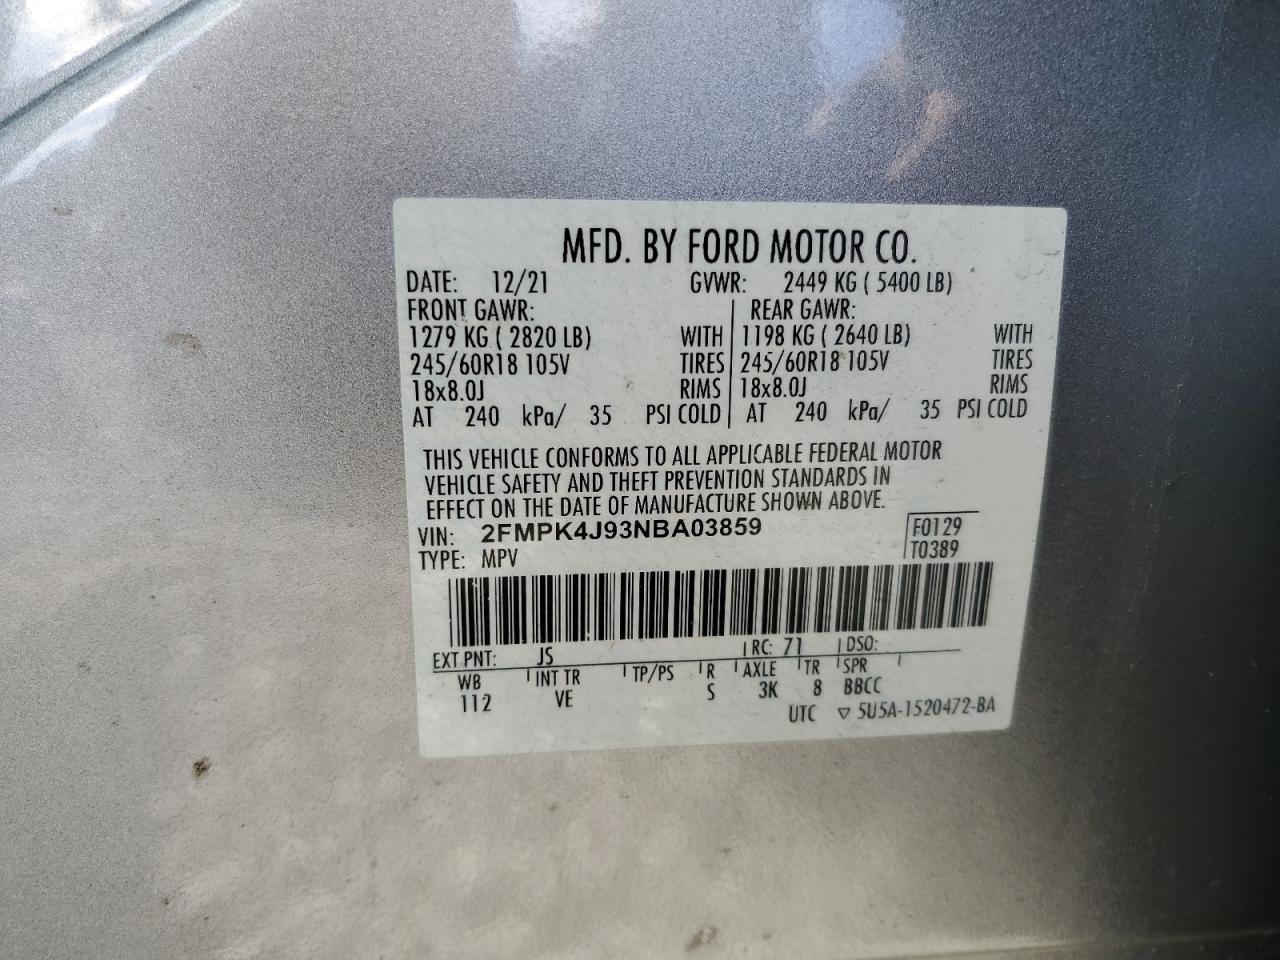 MFD. BY FORD MOTOR CO.
DATE: 12/21 GVWR: 2449 KG ( 5400 LB)
FRONT GAWR: REAR GAWR:
1279 KG ( 2820 LB) WITH 1198 KG ( 2640 LB) WITH
245/60R18 105V TIRES 245/60R18 105V TIRES
18x8.0J RIMS 18x8.0J RIMS
AT 240 kPa/ 35 PSI COLD AT 240 kPa/ 35 PSI COLD
THIS VEHICLE CONFORMS TO ALL APPLICABLE FEDERAL MOTOR
VEHICLE SAFETY AND THEFT PREVENTION STANDARDS IN
EFFECT ON THE DATE OF MANUFACTURE SHOWN ABOVE.
VIN: 2FMPK4J93NBA03859 F0129
TYPE: MPV T0389
EXT PNT: JS RC: 71 DSO:
WB INT TR TP/PS R AXLE TR SPR
112 VE S 3K 8 BBCC
UTC ▽ 5U5A-1520472-BA